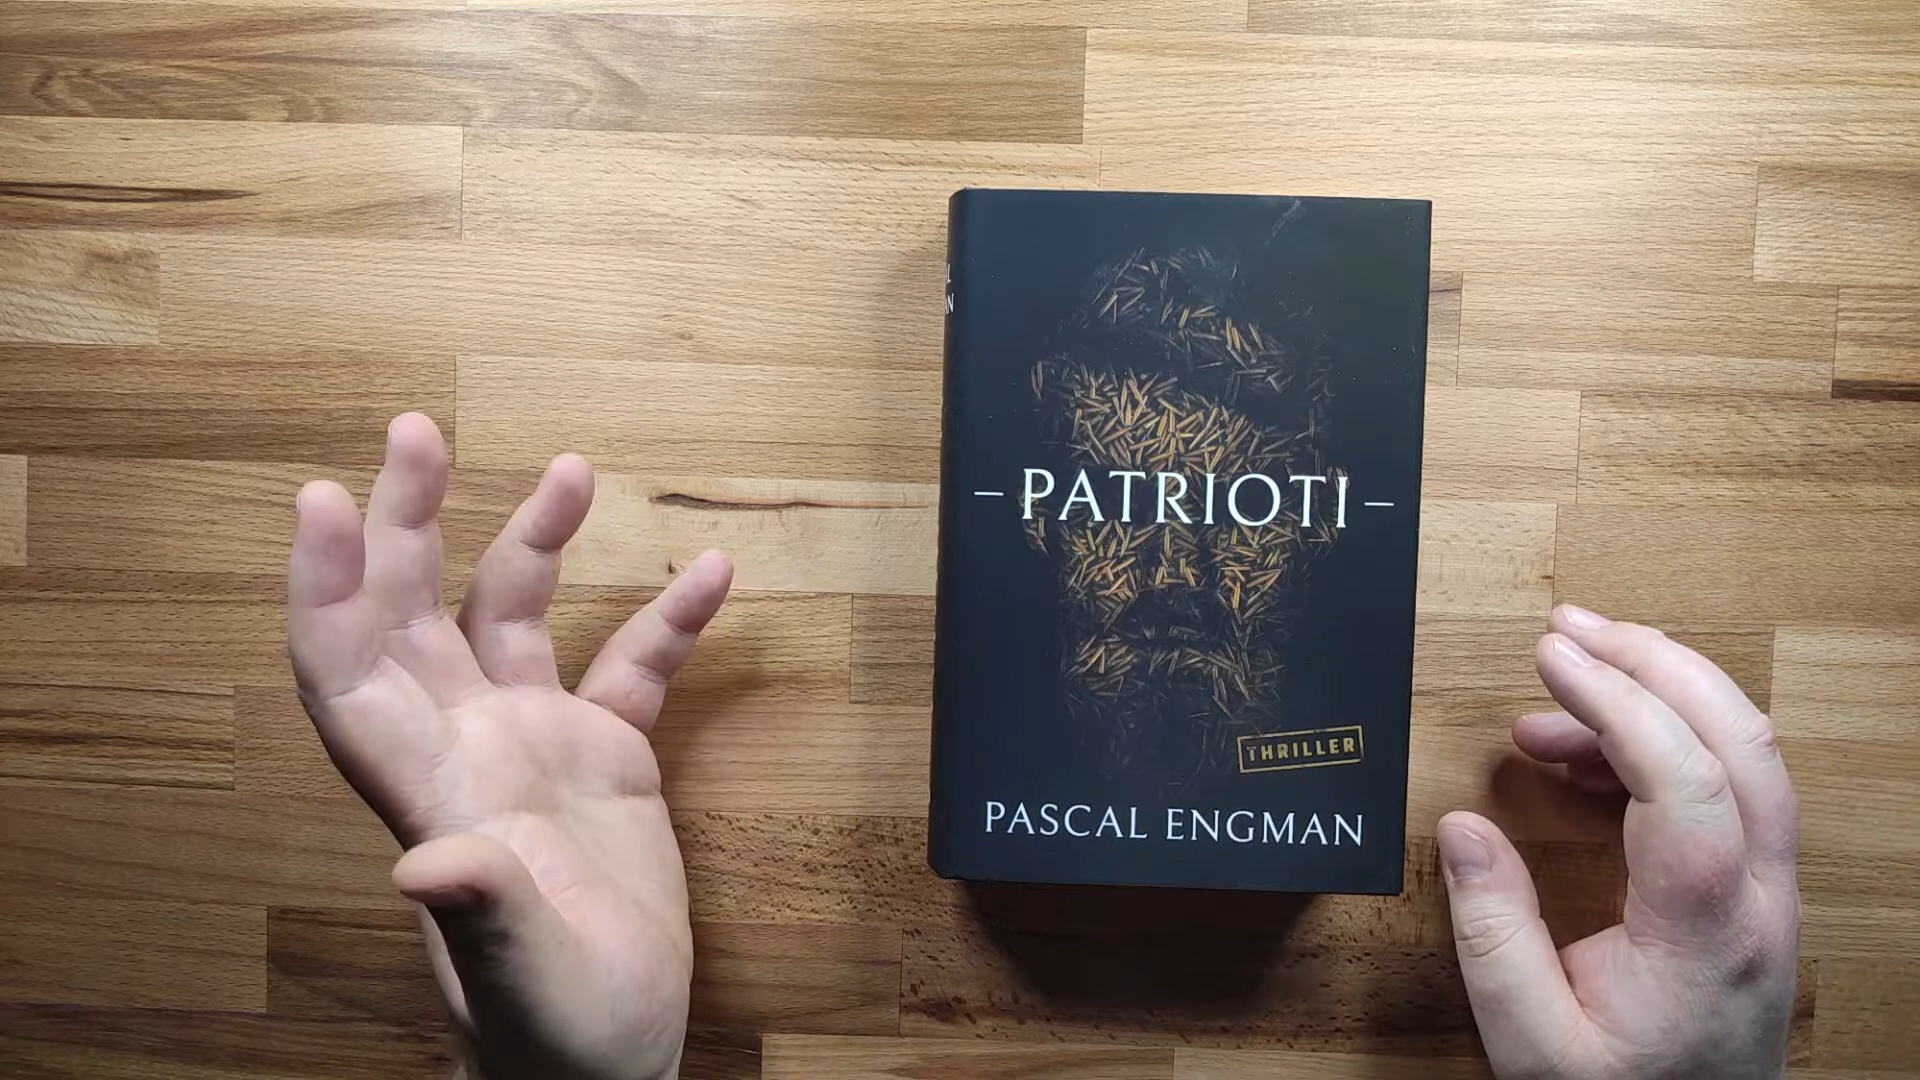 – PATRIOTI –
THRILLER
PASCAL ENGMAN